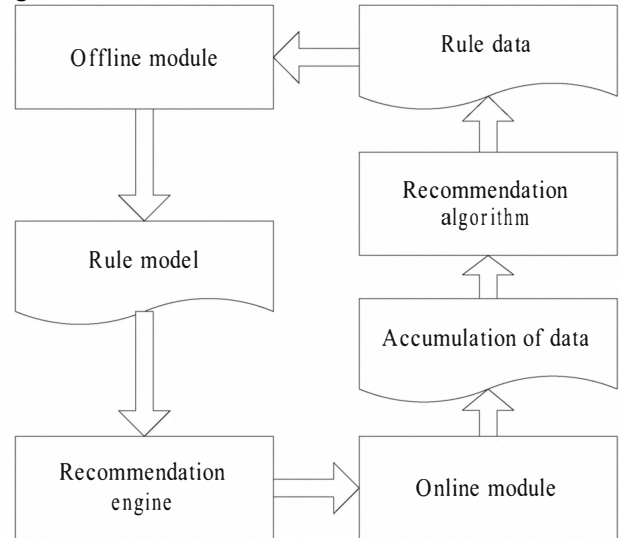 Offline module
Rule data
Recommendation
algorithm
Rule model
Accumulation of data
Recommendation
engine
Online module